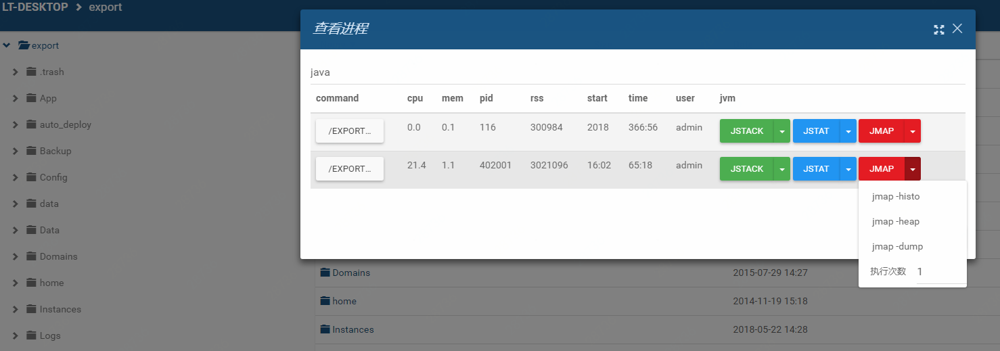 LT-DESKTOP export
查看进程
export
.trash
App
auto_deploy
Backup
Config
data
Data
Domains
home
Instances
Logs
java
command cpu mem pid rss start time user jvm
/EXPORT... 0.0 0.1 116 300984 2018 366:56 admin JSTACK JSTAT JMAP
/EXPORT... 21.4 1.1 402001 3021096 16:02 65:18 admin JSTACK JSTAT JMAP
jmap -histo
jmap -heap
jmap -dump
执行次数 1
Domains 2015-07-29 14:27
home 2014-11-19 15:18
Instances 2018-05-22 14:28